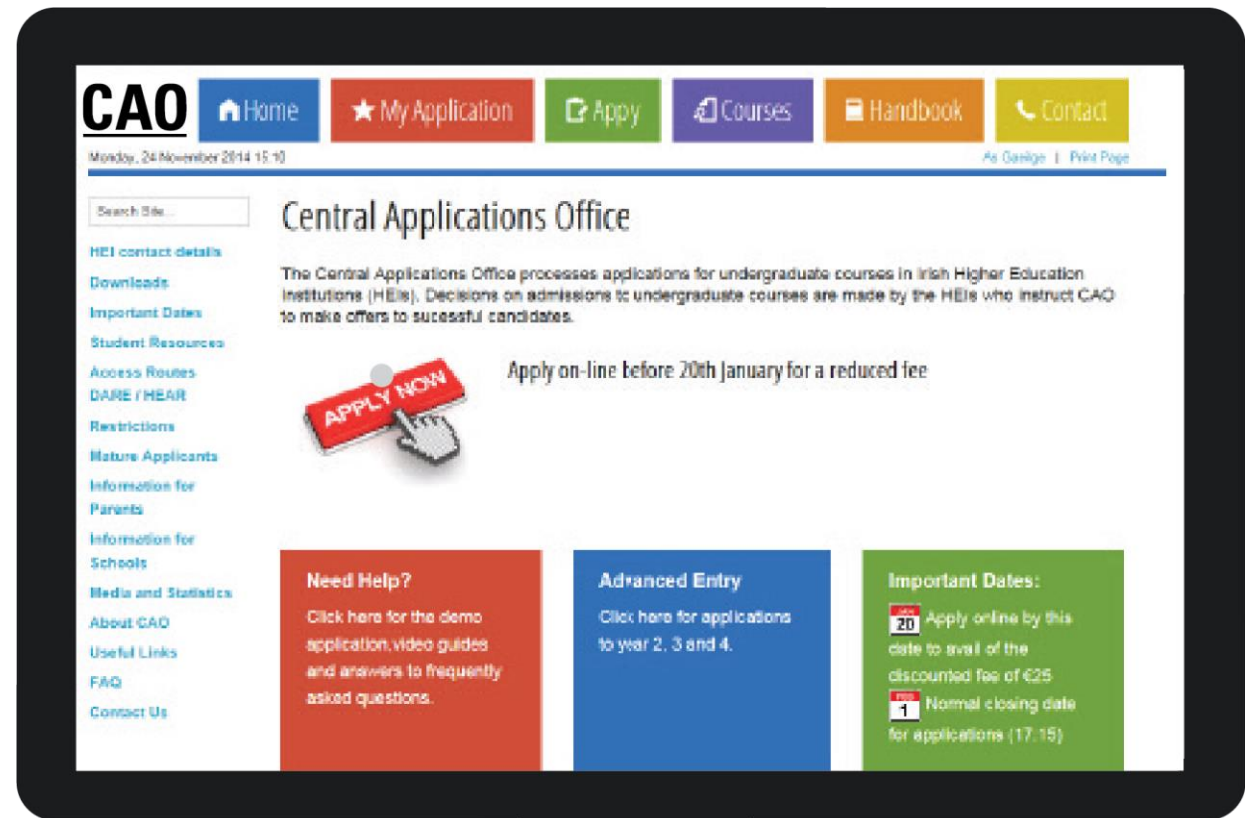 CAO
Home
My Application
Appy
Courses
Handbook
Contact
Monday, 24 November 2014 15:10
As Gaeilge | Print Page
Search Site...
HEI contact details
Downloads
Important Dates
Student Resources
Access Routes
DARE / HEAR
Restrictions
Mature Applicants
Information for
Parents
Information for
Schools
Media and Statistics
About CAO
Useful Links
FAQ
Contact Us
Central Applications Office
The Central Applications Office processes applications for undergraduate courses in Irish Higher Education
Institutions (HEIs). Decisions on admissions to undergraduate courses are made by the HEIs who instruct CAO
to make offers to sucessful candidates.
APPLY NOW
Apply on-line before 20th January for a reduced fee
Need Help?
Click here for the demo
application, video guides
and answers to frequently
asked questions.
Advanced Entry
Click here for applications
to year 2, 3 and 4.
Important Dates:
JAN
20 Apply online by this
date to avail of the
discounted fee of €25
FEB
1 Normal closing date
for applications (17:15)